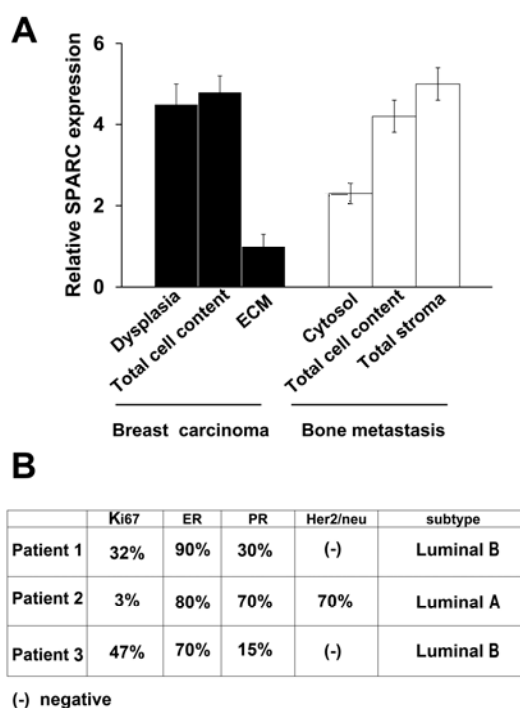 A
Relative SPARC expression
6
4
2
0
Dysplasia
Total cell content
ECM
Cytosol
Total cell content
Total stroma
Breast carcinoma
Bone metastasis
B
Ki67 ER PR Her2/neu subtype
Patient 1 32% 90% 30% (-) Luminal B
Patient 2 3% 80% 70% 70% Luminal A
Patient 3 47% 70% 15% (-) Luminal B
(-) negative